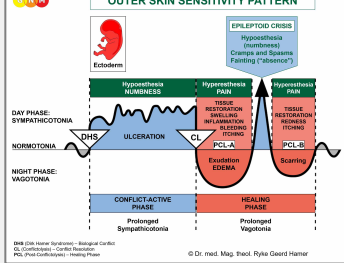 OUTER SKIN SENSITIVITY PATTERN
EPILEPTOID CRISIS
Hypoesthesia
(numbness)
Cramps and Spasms
Fainting ("absence")
Ectoderm
Hypoesthesia
NUMBNESS
Hyperesthesia
PAIN
Hyperesthesia
PAIN
DAY PHASE:
SYMPATHICOTONIA
TISSUE
RESTORATION
SWELLING
INFLAMMATION
BLEEDING
ITCHING
TISSUE
RESTORATION
REDNESS
ITCHING
DHS
ULCERATION
CL
PCL-A
PCL-B
NORMOTONIA
NIGHT PHASE:
VAGOTONIA
Exudation
EDEMA
Scarring
CONFLICT-ACTIVE
PHASE
HEALING
PHASE
Prolonged
Sympathicotonia
Prolonged
Vagotonia
DHS (Dirk Hamer Syndrome) – Biological Conflict
CL (Conflictolysis) – Conflict Resolution
PCL (Post-Conflictolysis) – Healing Phase
© Dr. med. Mag. theol. Ryke Geerd Hamer